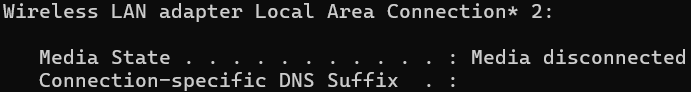 Wireless LAN adapter Local Area Connection* 2:
Media State . . . . . . . . . . . : Media disconnected
Connection-specific DNS Suffix  . :